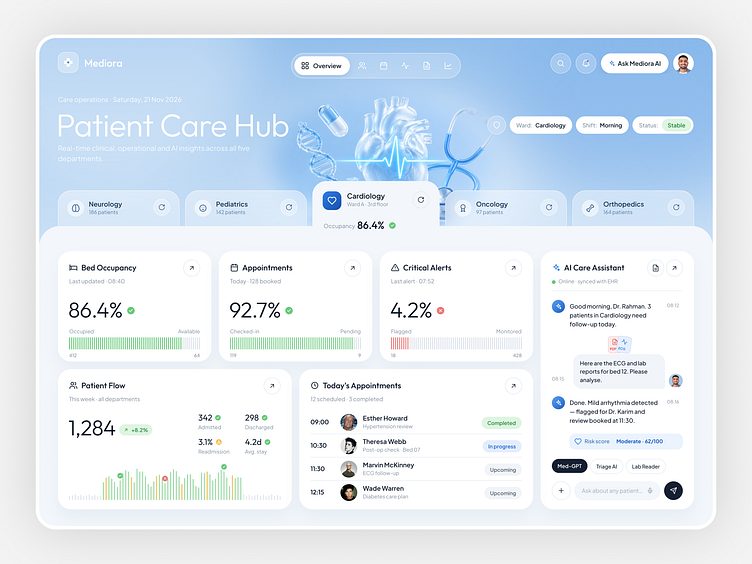 Mediora
Overview
Ask Mediora AI
Care operations · Saturday, 21 Nov 2026
Patient Care Hub
Real-time clinical, operational and AI insights across all five
departments.
Ward: Cardiology
Shift: Morning
Status: Stable
Neurology
186 patients
Pediatrics
142 patients
Cardiology
Ward A · 3rd floor
Occupancy 86.4%
Oncology
97 patients
Orthopedics
164 patients
Bed Occupancy
Last updated · 08:40
86.4%
Occupied Available
412 64
Appointments
Today · 128 booked
92.7%
Checked-in Pending
119 9
Critical Alerts
Last alert · 07:52
4.2%
Flagged Monitored
18 428
AI Care Assistant
Online · synced with EHR
Good morning, Dr. Rahman. 3
patients in Cardiology need
follow-up today.
08:12
PDF ECG
Here are the ECG and lab
reports for bed 12. Please
analyse.
08:15
Done. Mild arrhythmia detected
— flagged for Dr. Karim and
review booked at 11:30.
08:16
Risk score Moderate · 62/100
Med-GPT
Triage AI
Lab Reader
Ask about any patient...
Patient Flow
This week · all departments
1,284
+8.2%
342
Admitted
298
Discharged
3.1%
Readmission
4.2d
Avg. stay
Today's Appointments
12 scheduled · 3 completed
09:00 Esther Howard Completed
Hypertension review
10:30 Theresa Webb In progress
Post-op check · Bed 07
11:30 Marvin McKinney Upcoming
ECG follow-up
12:15 Wade Warren Upcoming
Diabetes care plan